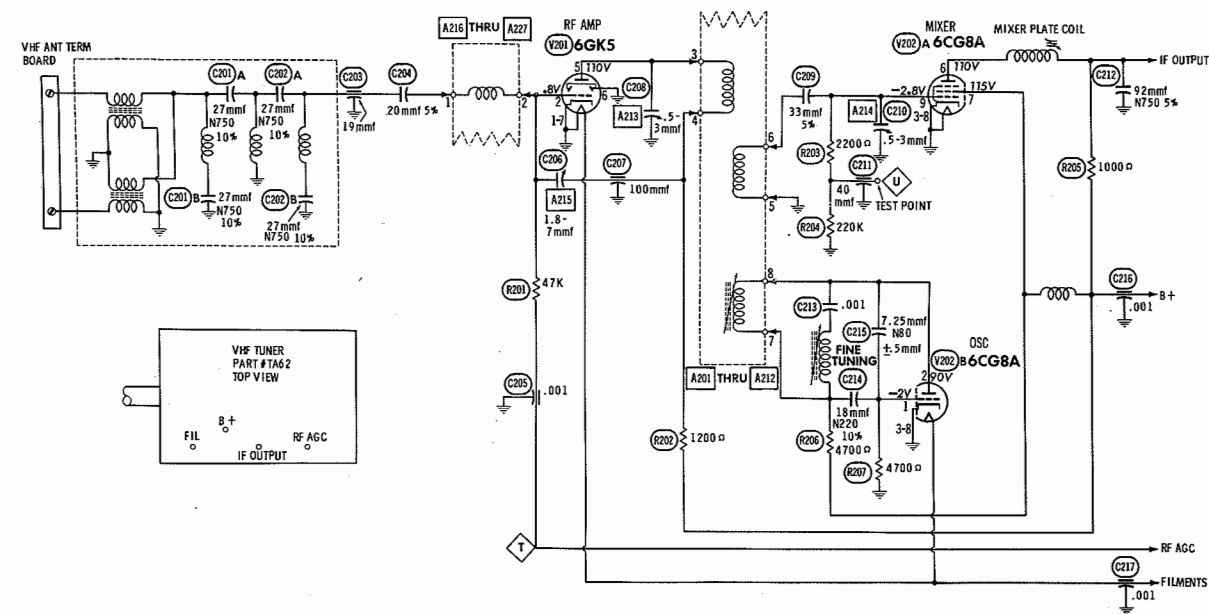 VHF ANT TERM
BOARD
C201 A
27mmf
N750
10%
C202 A
27mmf
N750
10%
C203
19mmf
C204
20mmf 5%
A216 THRU A227
1
2
C201 B
27mmf
N750
10%
C202 B
27mmf
N750 10%
RF AMP
V201 6GK5
5
110V
.8V
2
6
1-7
C208
A213
.5-
3mmf
C206
A215
1.8-
7mmf
C207
100mmf
R201
47K
C205
.001
T
R202
1200Ω
3
4
6
5
8
7
A201 THRU A212
C209
33mmf
5%
R203
2200Ω
A214
C210
.5-3mmf
C211
40
mmf
U
TEST POINT
R204
220K
MIXER
V202 A 6CG8A
6
110V
-2.8V
115V
9
7
3-8
MIXER PLATE COIL
IF OUTPUT
C212
92mmf
N750 5%
R205
1000Ω
C216
.001
B+
C213
.001
C215
7.25mmf
N80
±.5mmf
FINE
TUNING
C214
18mmf
N220
10%
R206
4700Ω
R207
4700Ω
OSC
V202 B 6CG8A
2
90V
-2V
1
3-8
VHF TUNER
PART #TA62
TOP VIEW
B+
FIL
RF AGC
IF OUTPUT
RF AGC
C217
.001
FILMENTS